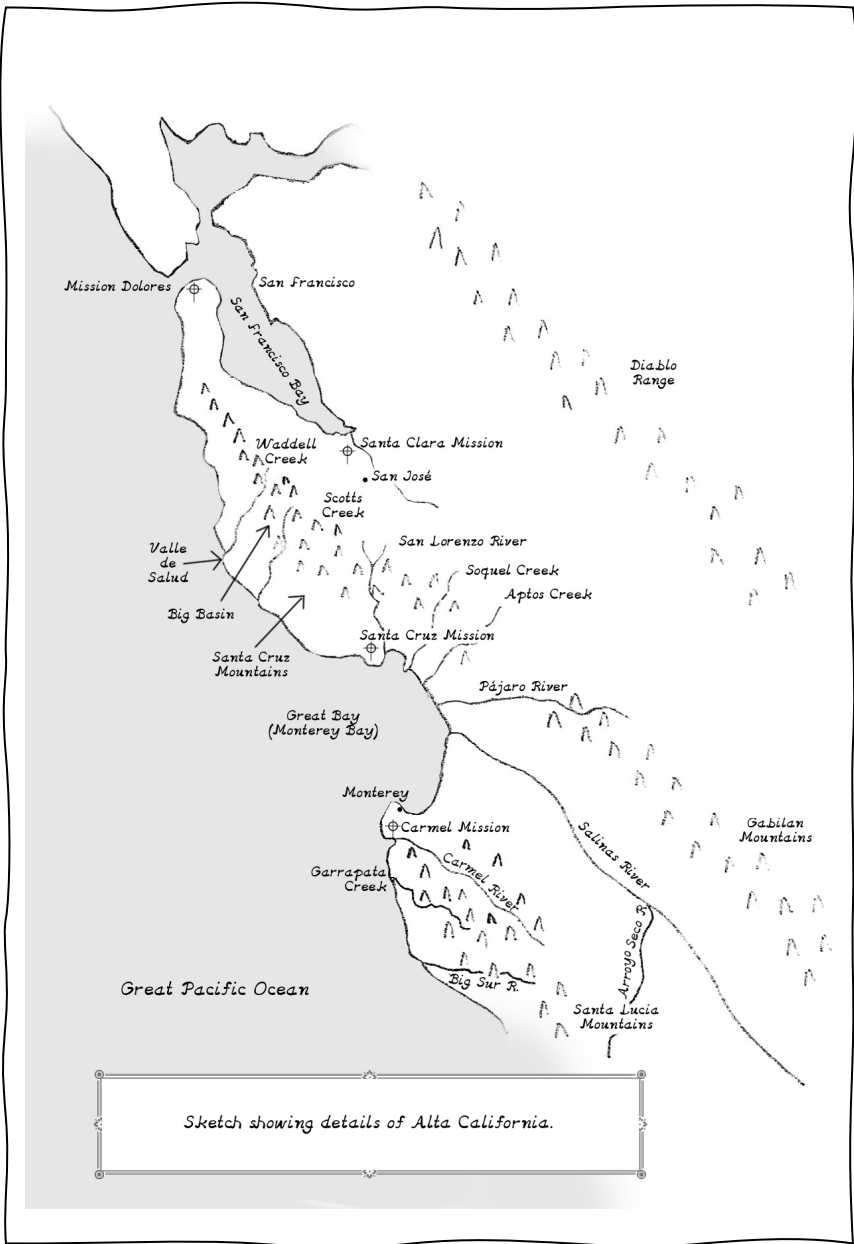 Mission Dolores
San Francisco
San Francisco Bay
Diablo
Range
Waddell
Creek
Santa Clara Mission
San José
Scotts
Creek
San Lorenzo River
Valle
de
Salud
Soquel Creek
Aptos Creek
Big Basin
Santa Cruz Mission
Santa Cruz
Mountains
Pájaro River
Great Bay
(Monterey Bay)
Monterey
Carmel Mission
Salinas River
Gabilan
Mountains
Garrapata
Creek
Carmel River
Arroyo Seco R.
Big Sur R.
Great Pacific Ocean
Santa Lucia
Mountains
Sketch showing details of Alta California.